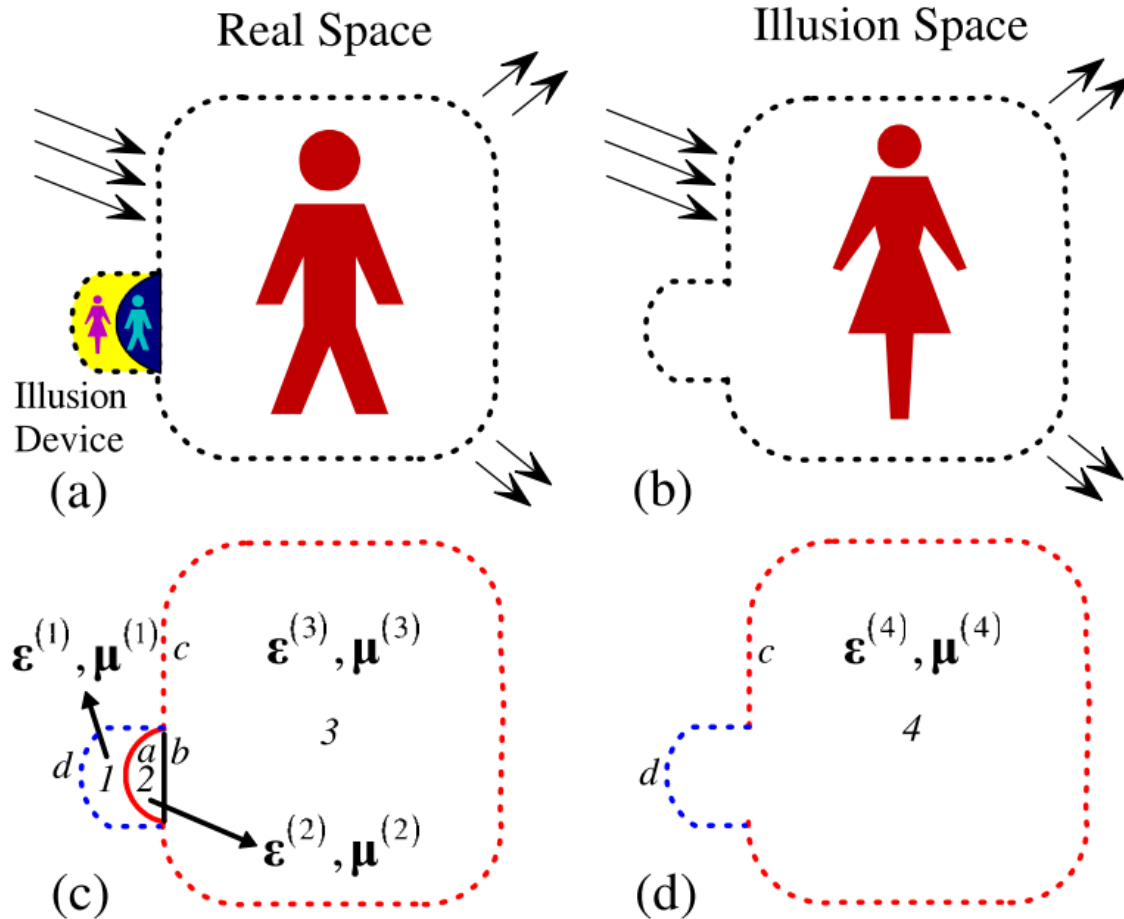 Real Space
Illusion Space
Illusion
Device
(a)
(b)
ε^(1), μ^(1)
c
ε^(3), μ^(3)
3
d
1
a
2
b
ε^(2), μ^(2)
(c)
c
ε^(4), μ^(4)
4
d
(d)